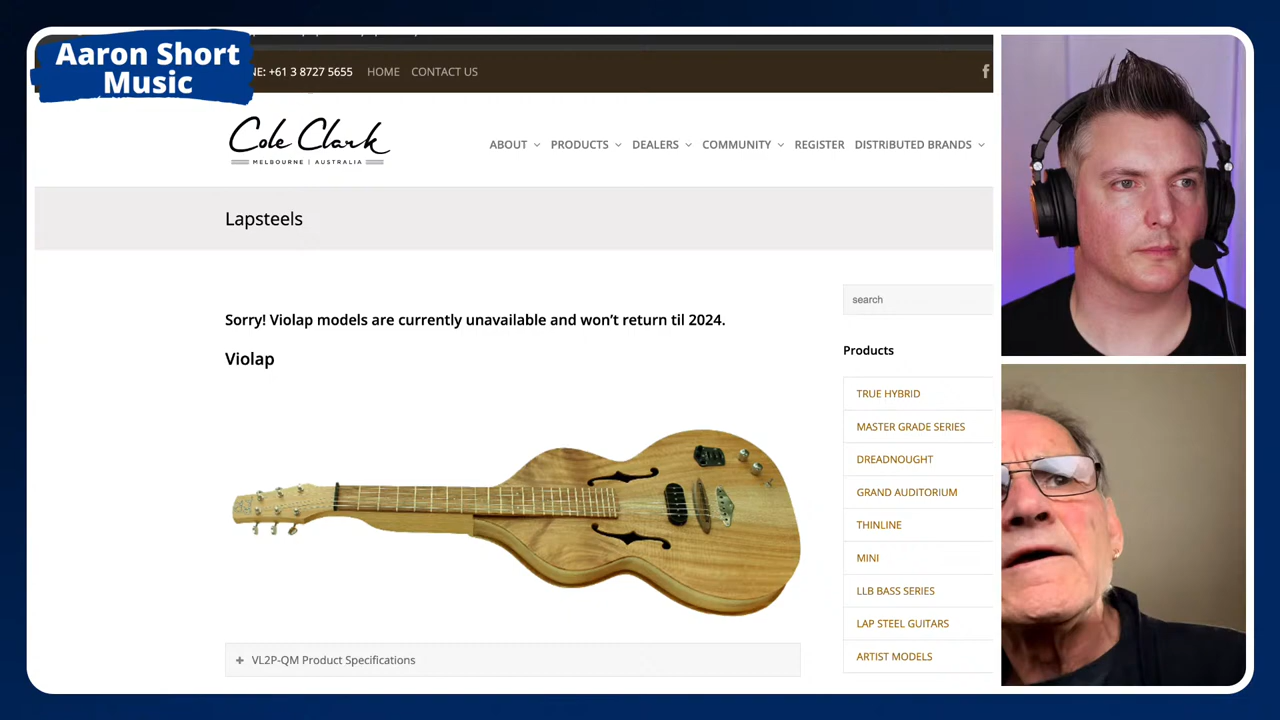 Aaron Short
Music
NE: +61 3 8727 5655 HOME CONTACT US
Cole Clark
MELBOURNE | AUSTRALIA
ABOUT PRODUCTS DEALERS COMMUNITY REGISTER DISTRIBUTED BRANDS
Lapsteels
search
Sorry! Violap models are currently unavailable and won’t return til 2024.
Violap
Products
TRUE HYBRID
MASTER GRADE SERIES
DREADNOUGHT
GRAND AUDITORIUM
THINLINE
MINI
LLB BASS SERIES
LAP STEEL GUITARS
ARTIST MODELS
VL2P-QM Product Specifications